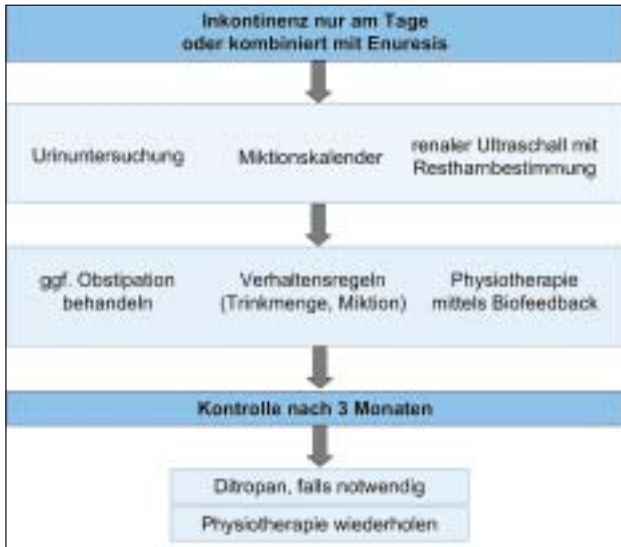 Inkontinenz nur am Tage
oder kombiniert mit Enuresis
Urinuntersuchung
Miktionskalender
renaler Ultraschall mit
Resthambestimmung
ggf. Obstipation
behandeln
Verhaltensregeln
(Trinkmenge, Miktion)
Physiotherapie
mittels Biofeedback
Kontrolle nach 3 Monaten
Ditropan, falls notwendig
Physiotherapie wiederholen